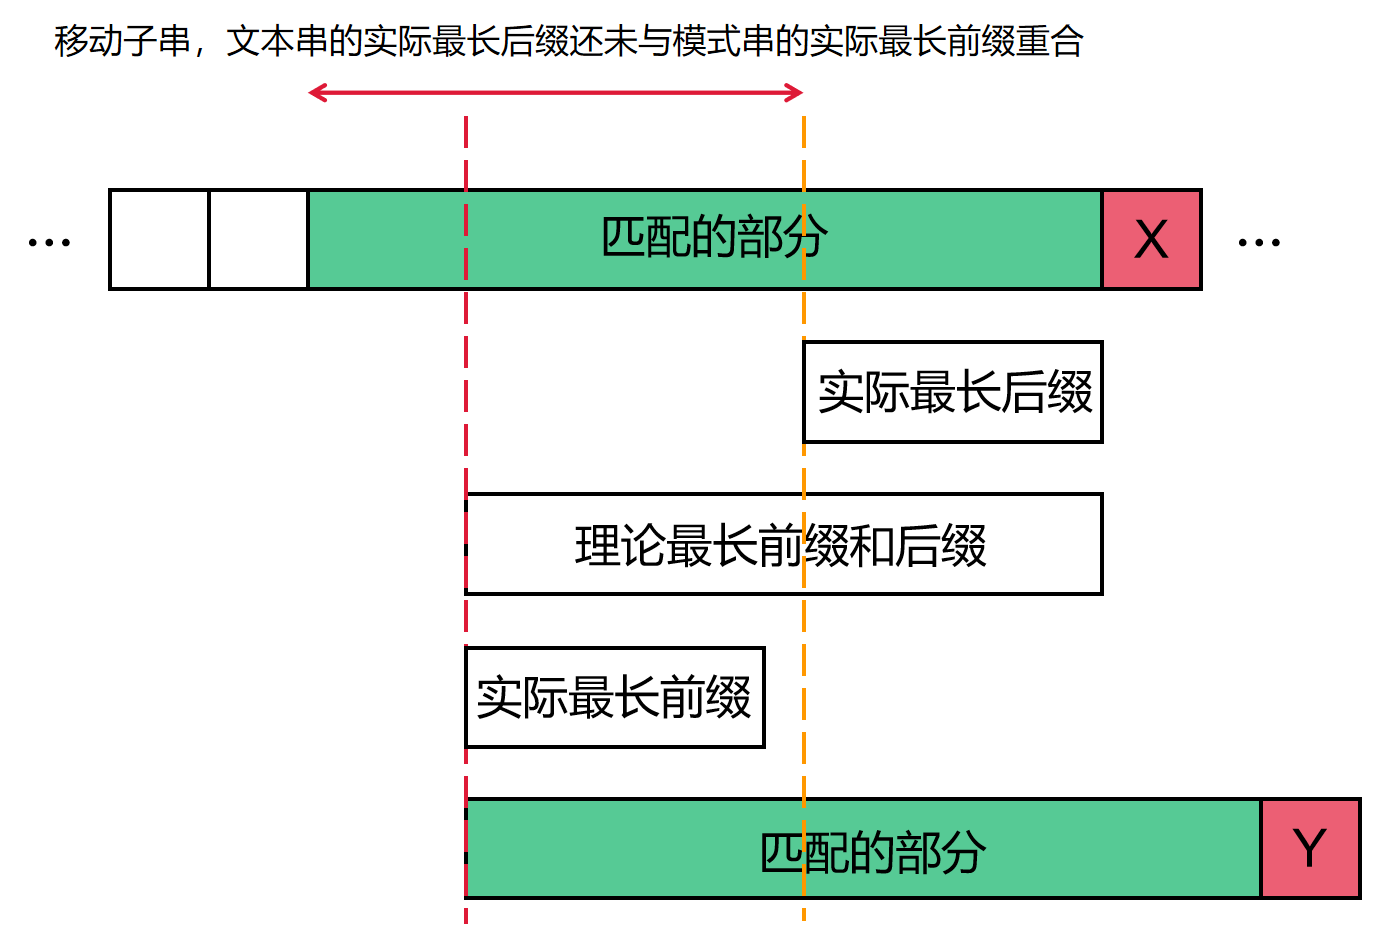 移动子串，文本串的实际最长后缀还未与模式串的实际最长前缀重合
... 匹配的部分 X ...
实际最长后缀
理论最长前缀和后缀
实际最长前缀
匹配的部分 Y